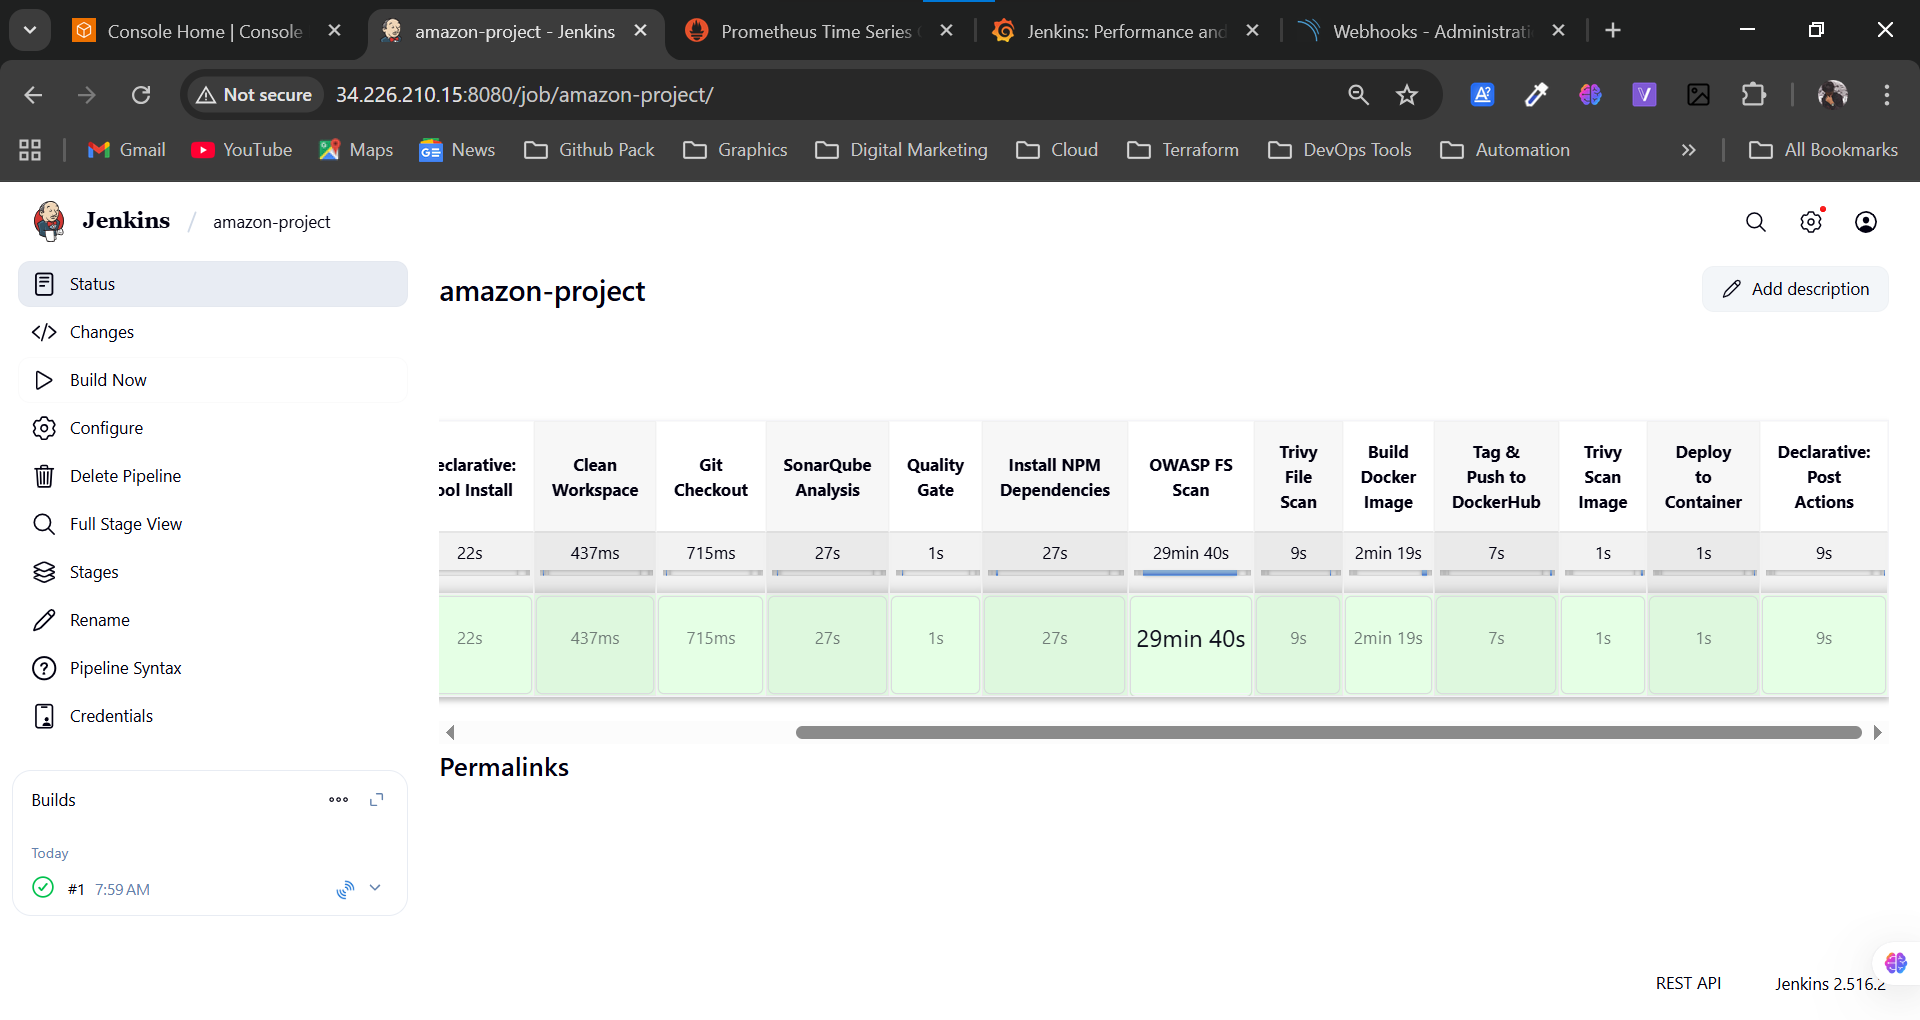 Console Home | Console
amazon-project - Jenkins
Prometheus Time Series
Jenkins: Performance and
Webhooks - Administrati
Not secure
34.226.210.15:8080/job/amazon-project/
Gmail
YouTube
Maps
News
Github Pack
Graphics
Digital Marketing
Cloud
Terraform
DevOps Tools
Automation
All Bookmarks
Jenkins / amazon-project
Status
Changes
Build Now
Configure
Delete Pipeline
Full Stage View
Stages
Rename
Pipeline Syntax
Credentials
Builds
Today
#1 7:59 AM
amazon-project
Add description
eclarative:
ool Install
Clean
Workspace
Git
Checkout
SonarQube
Analysis
Quality
Gate
Install NPM
Dependencies
OWASP FS
Scan
Trivy
File
Scan
Build
Docker
Image
Tag &
Push to
DockerHub
Trivy
Scan
Image
Deploy
to
Container
Declarative:
Post
Actions
22s 437ms 715ms 27s 1s 27s 29min 40s 9s 2min 19s 7s 1s 1s 9s
22s 437ms 715ms 27s 1s 27s 29min 40s 9s 2min 19s 7s 1s 1s 9s
Permalinks
REST API
Jenkins 2.516.2